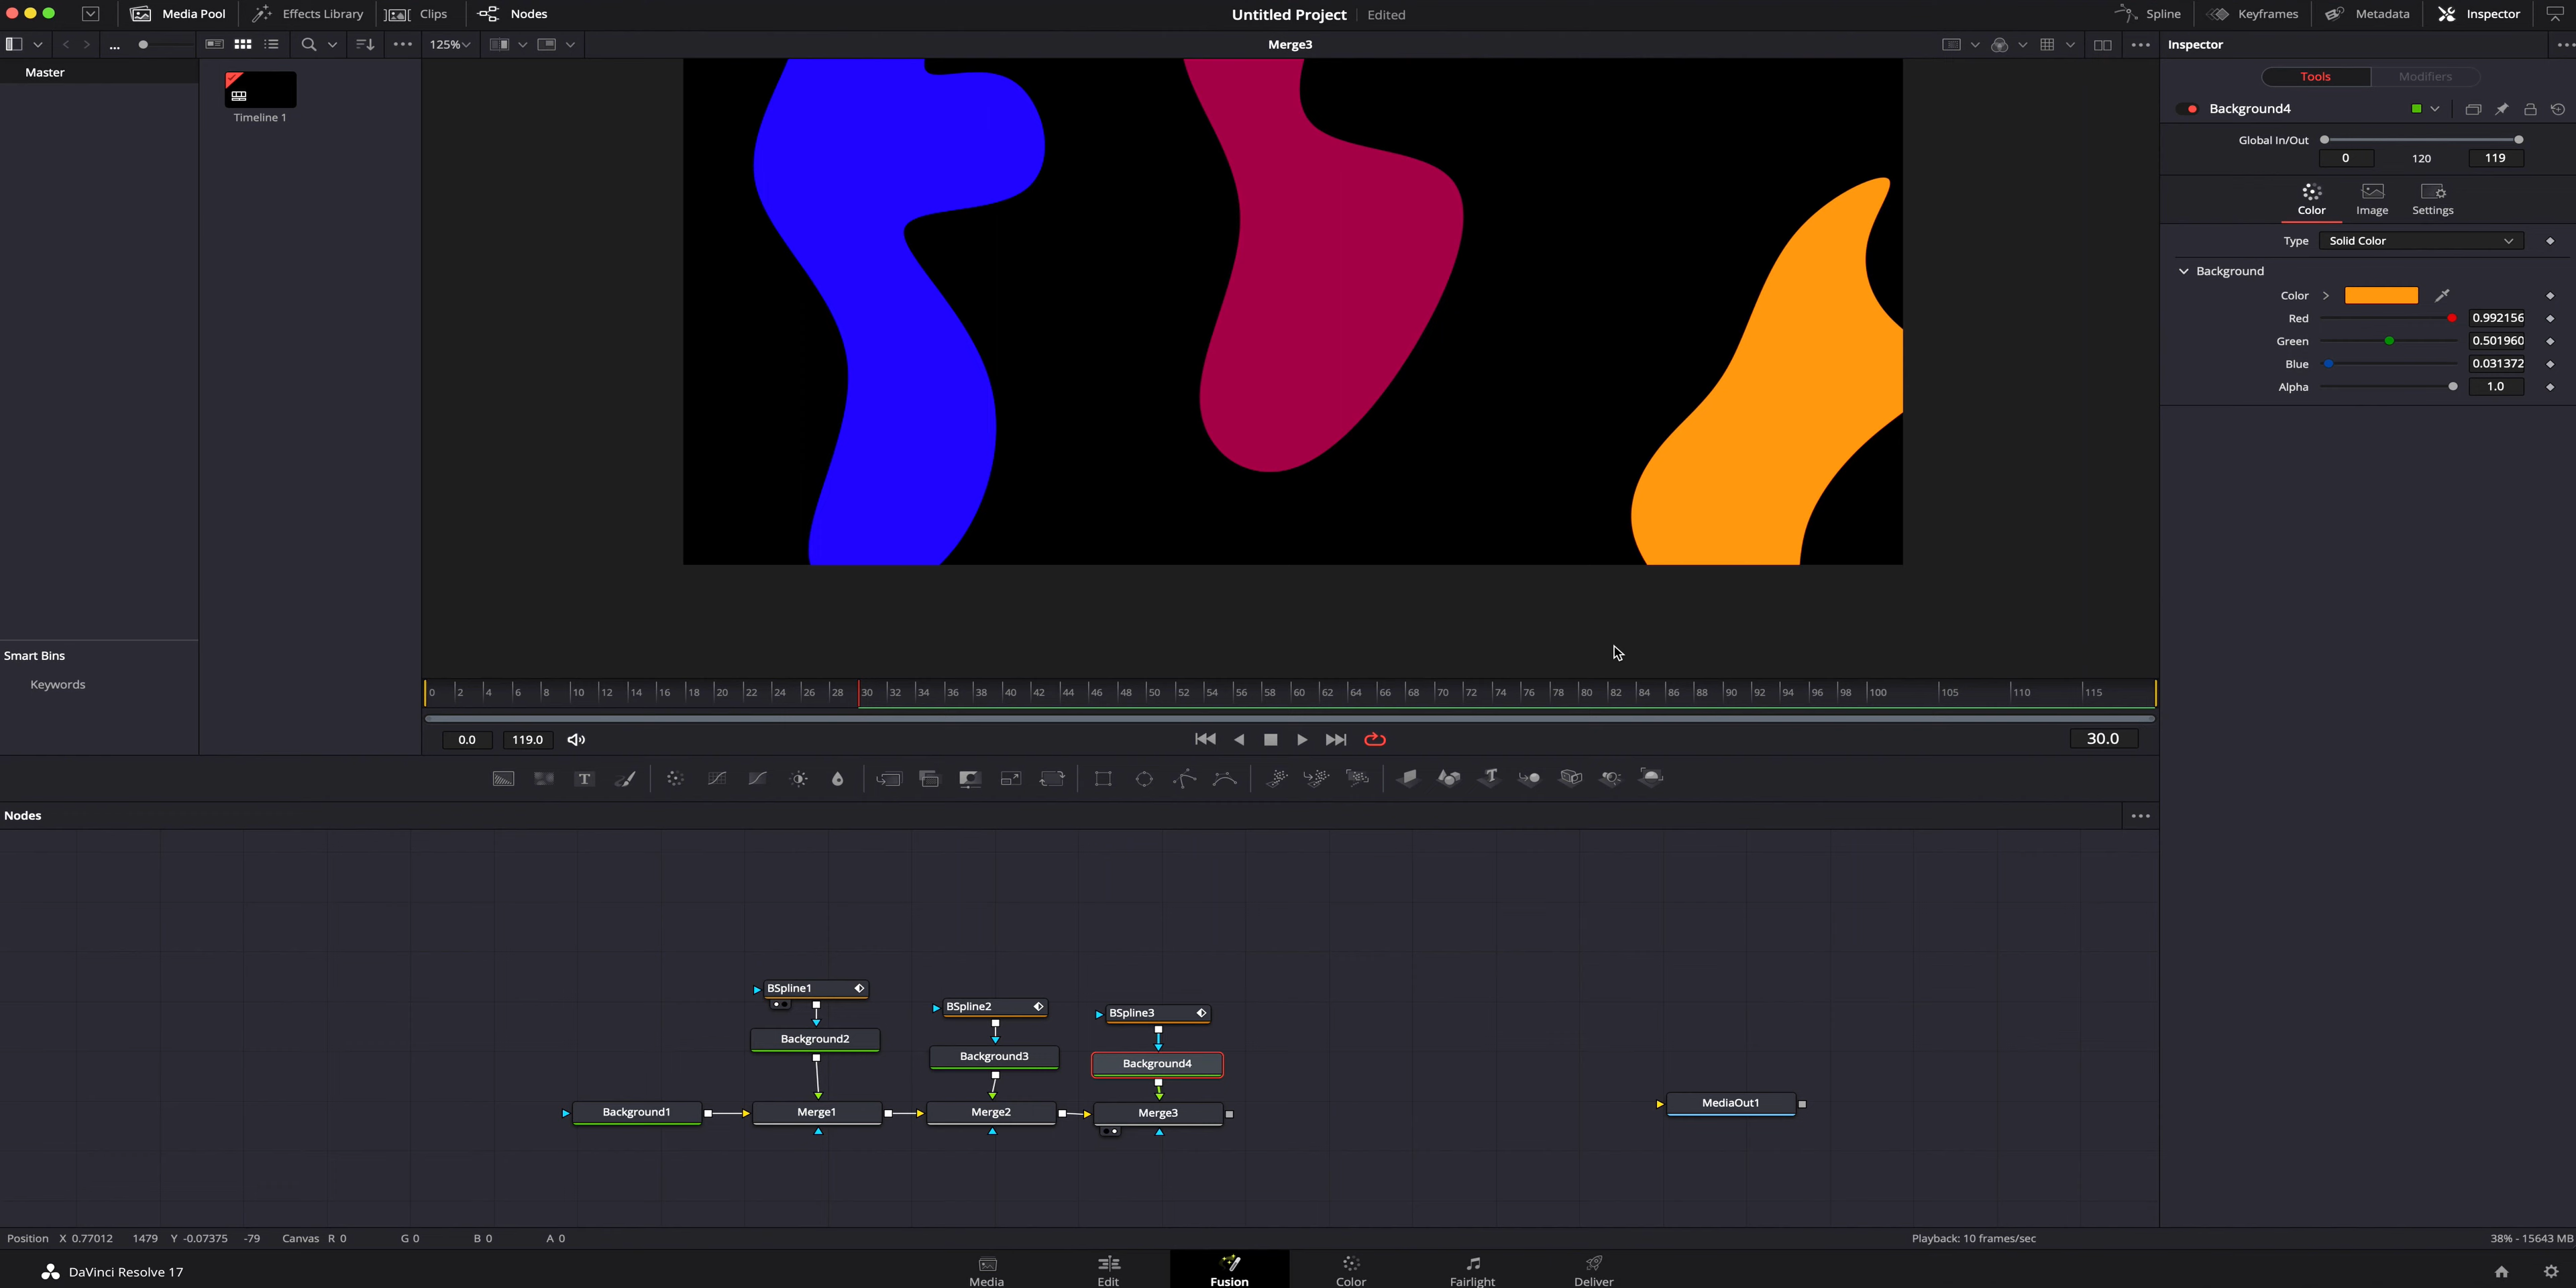 Media Pool Effects Library Clips Nodes Untitled Project Edited Spline Keyframes Metadata Inspector
... 125% Merge3 Inspector
Master
Timeline 1
Tools Modifiers
Background4
Global In/Out
0 120 119
Color Image Settings
Type Solid Color
Background
Color
Red 0.992156
Green 0.501960
Blue 0.031372
Alpha 1.0
Smart Bins
Keywords
0 2 4 6 8 10 12 14 16 18 20 22 24 26 28 30 32 34 36 38 40 42 44 46 48 50 52 54 56 58 60 62 64 66 68 70 72 74 76 78 80 82 84 86 88 90 92 94 96 98 100 105 110 115
0.0 119.0 30.0
Nodes
BSpline1
BSpline2
BSpline3
Background2
Background3
Background4
Background1 Merge1 Merge2 Merge3 MediaOut1
Position X 0.77012 1479 Y -0.07375 -79 Canvas R 0 G 0 B 0 A 0 Playback: 10 frames/sec 38% - 15643 MB
DaVinci Resolve 17
Media Edit Fusion Color Fairlight Deliver